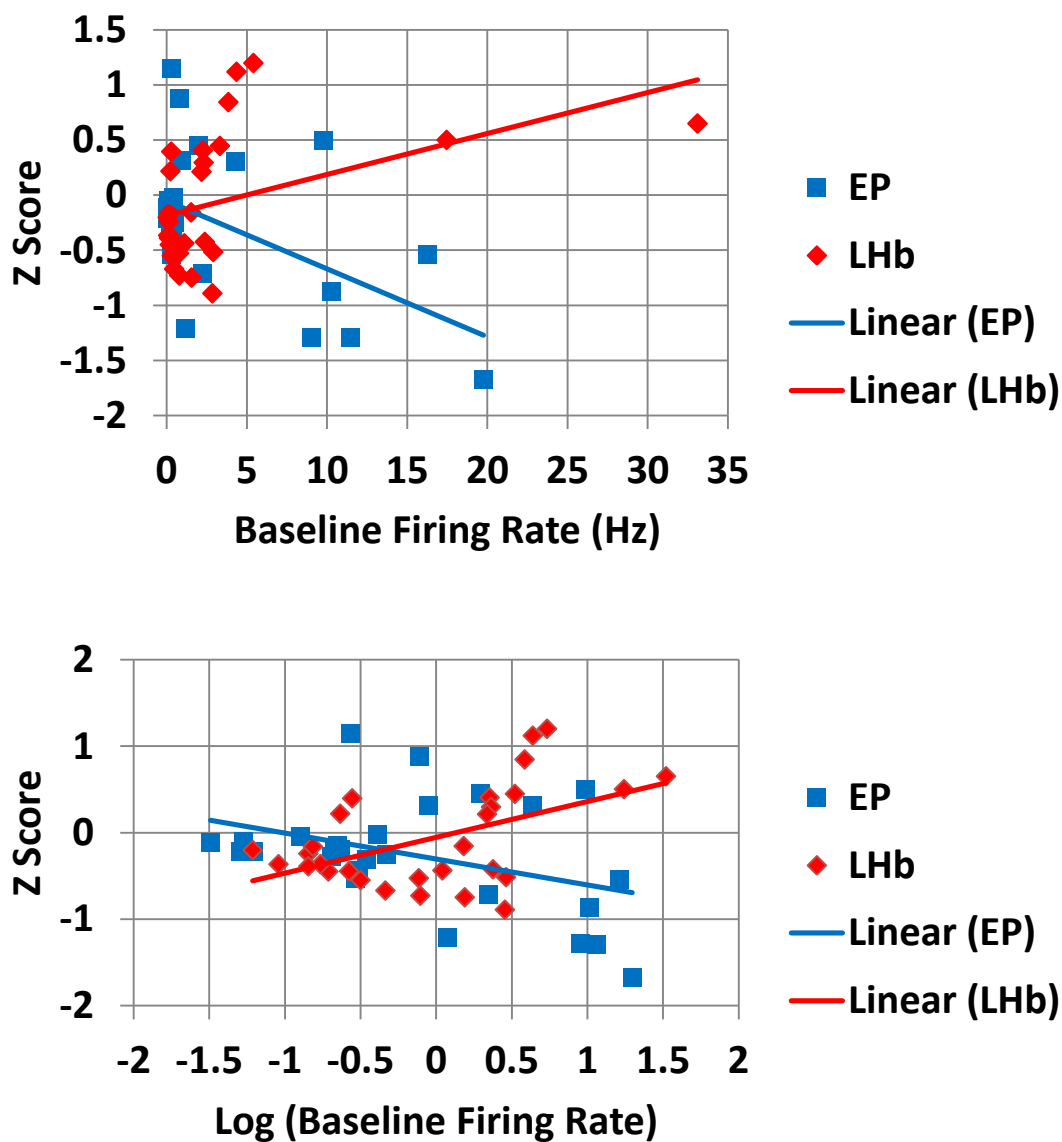 1.5
1
0.5
0
-0.5
-1
-1.5
-2
Z Score
0 5 10 15 20 25 30 35
Baseline Firing Rate (Hz)
EP
LHb
Linear (EP)
Linear (LHb)
2
1
0
-1
-2
Z Score
-2 -1.5 -1 -0.5 0 0.5 1 1.5 2
Log (Baseline Firing Rate)
EP
LHb
Linear (EP)
Linear (LHb)